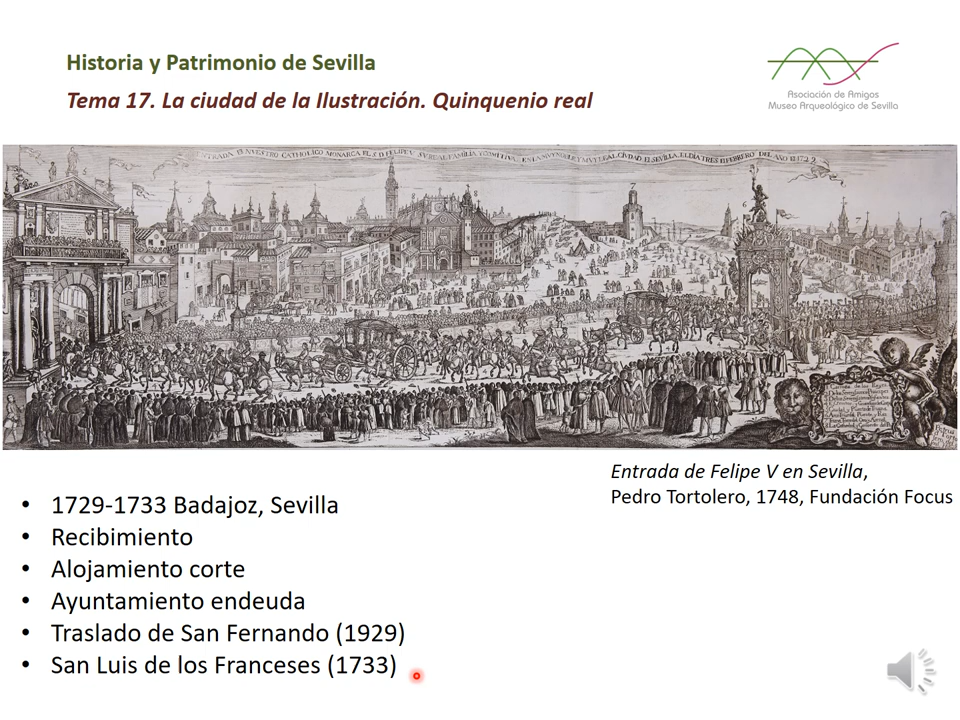 Historia y Patrimonio de Sevilla
Tema 17. La ciudad de la Ilustración. Quinquenio real
Asociación de Amigos
Museo Arqueológico de Sevilla
Entrada de Felipe V en Sevilla,
Pedro Tortolero, 1748, Fundación Focus
• 1729-1733 Badajoz, Sevilla
• Recibimiento
• Alojamiento corte
• Ayuntamiento endeuda
• Traslado de San Fernando (1929)
• San Luis de los Franceses (1733)